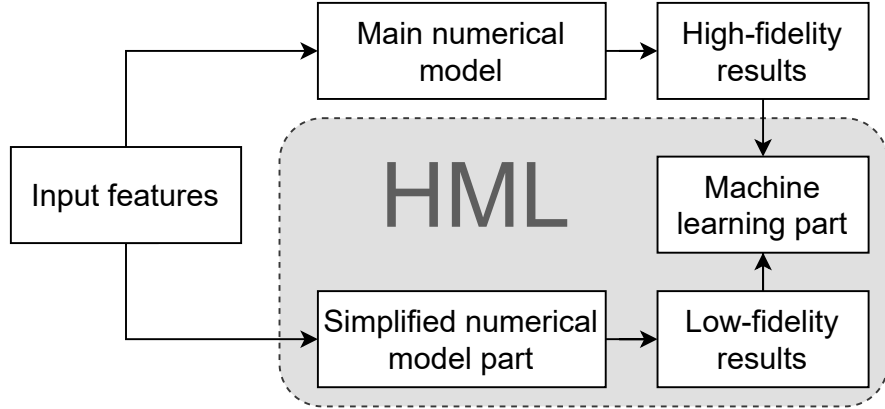 Main numerical
model
High-fidelity
results
Input features
HML
Machine
learning part
Simplified numerical
model part
Low-fidelity
results